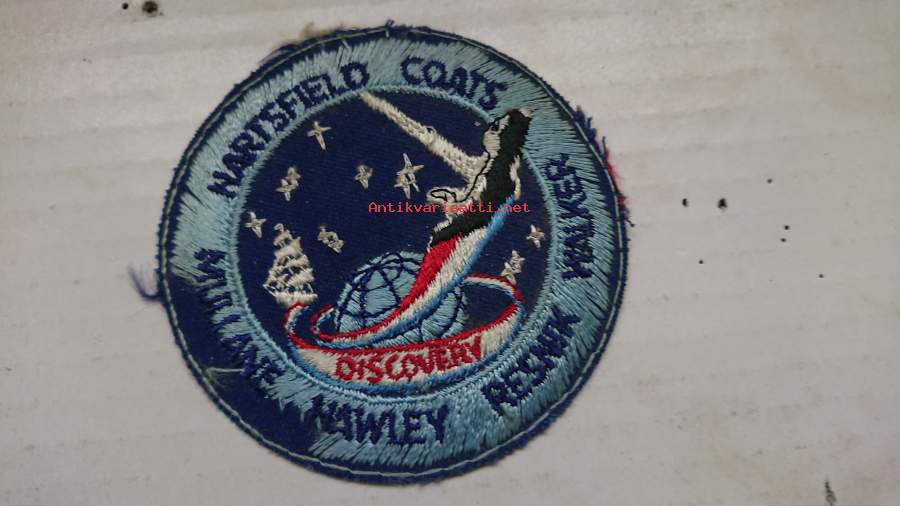 HARTSFIELD COATS
WALKER
RESNIK
HAWLEY
MULLANE
DISCOVERY
Antikvariaatti.net